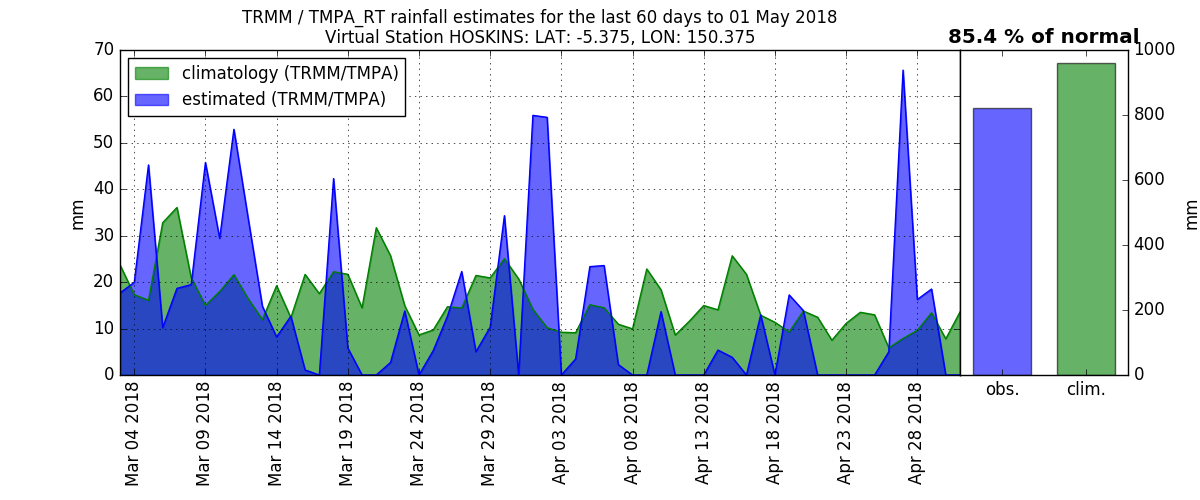 TRMM / TMPA_RT rainfall estimates for the last 60 days to 01 May 2018
Virtual Station HOSKINS: LAT: -5.375, LON: 150.375
85.4 % of normal
climatology (TRMM/TMPA)
estimated (TRMM/TMPA)
mm
70
60
50
40
30
20
10
0
Mar 04 2018
Mar 09 2018
Mar 14 2018
Mar 19 2018
Mar 24 2018
Mar 29 2018
Apr 03 2018
Apr 08 2018
Apr 13 2018
Apr 18 2018
Apr 23 2018
Apr 28 2018
obs.
clim.
1000
800
600
400
200
0
mm